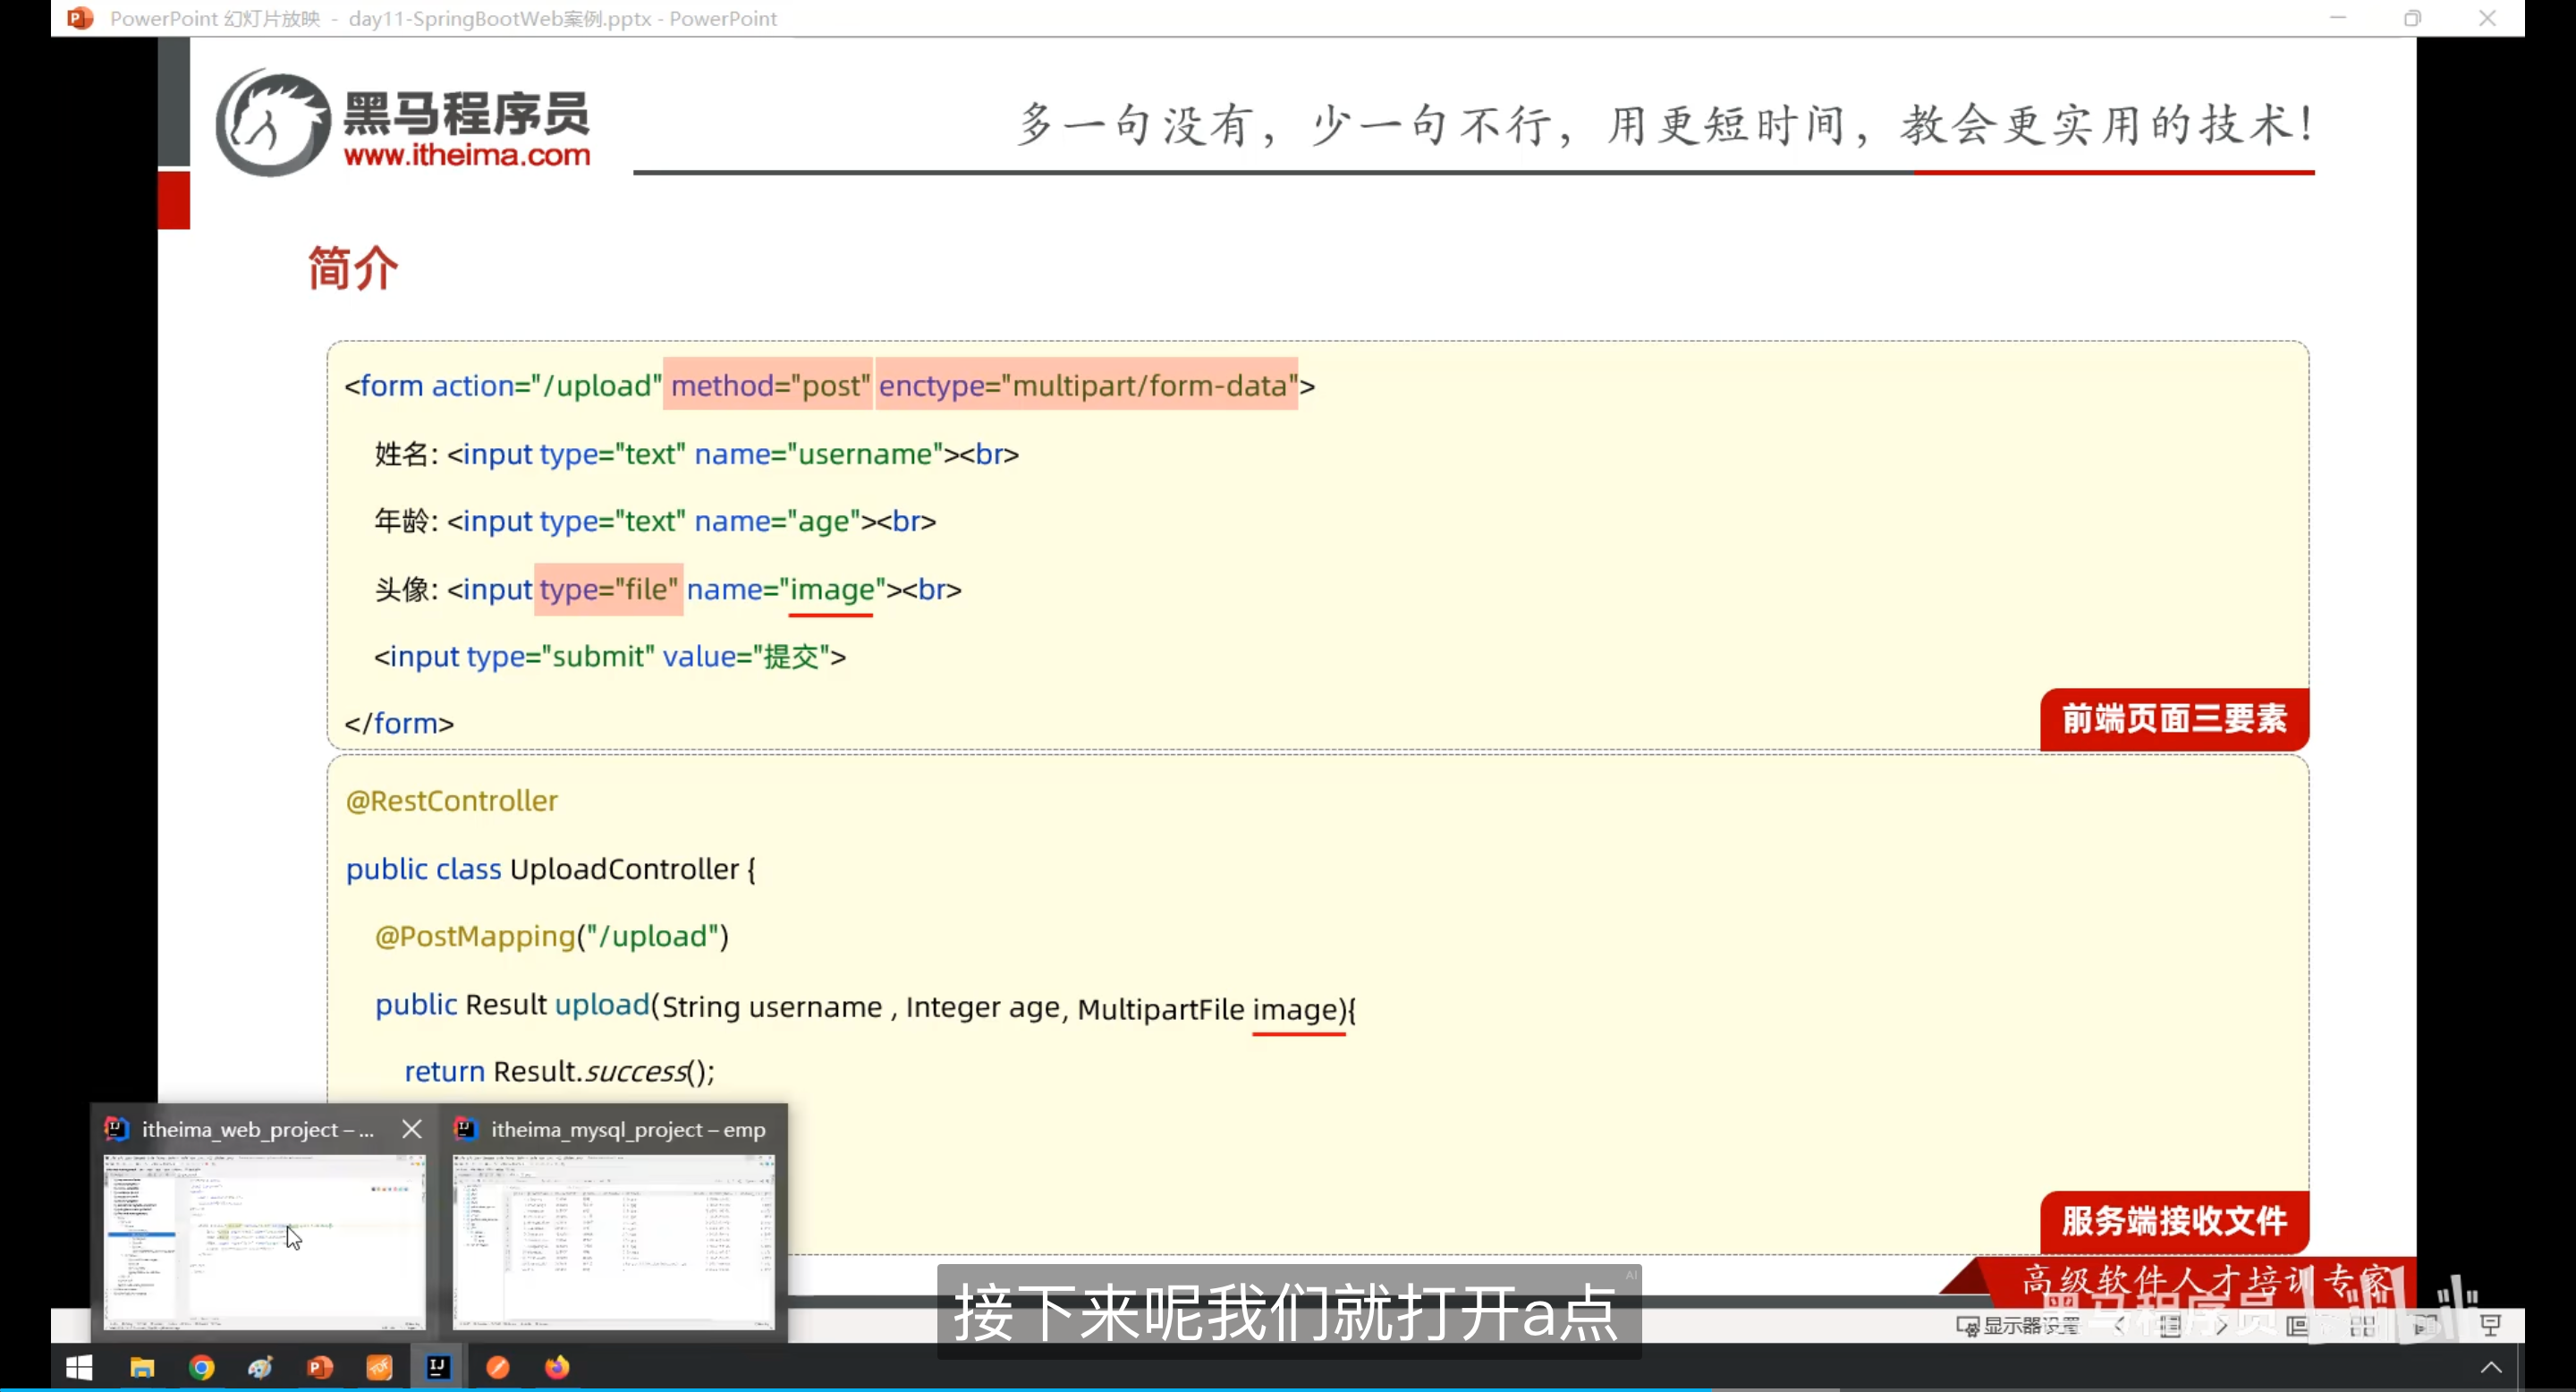 PowerPoint 幻灯片放映 - day11-SpringBootWeb案例.pptx - PowerPoint
黑马程序员
www.itheima.com
多一句没有，少一句不行，用更短时间，教会更实用的技术！
简介
<form action="/upload" method="post" enctype="multipart/form-data">
姓名: <input type="text" name="username"><br>
年龄: <input type="text" name="age"><br>
头像: <input type="file" name="image"><br>
<input type="submit" value="提交">
</form>
前端页面三要素
@RestController
public class UploadController {
@PostMapping("/upload")
public Result upload(String username , Integer age, MultipartFile image){
return Result.success();
itheima_web_project – ...
itheima_mysql_project – emp
服务端接收文件
高级软件人才培训专家
接下来呢我们就打开a点
AI
显示器设置
黑马程序员